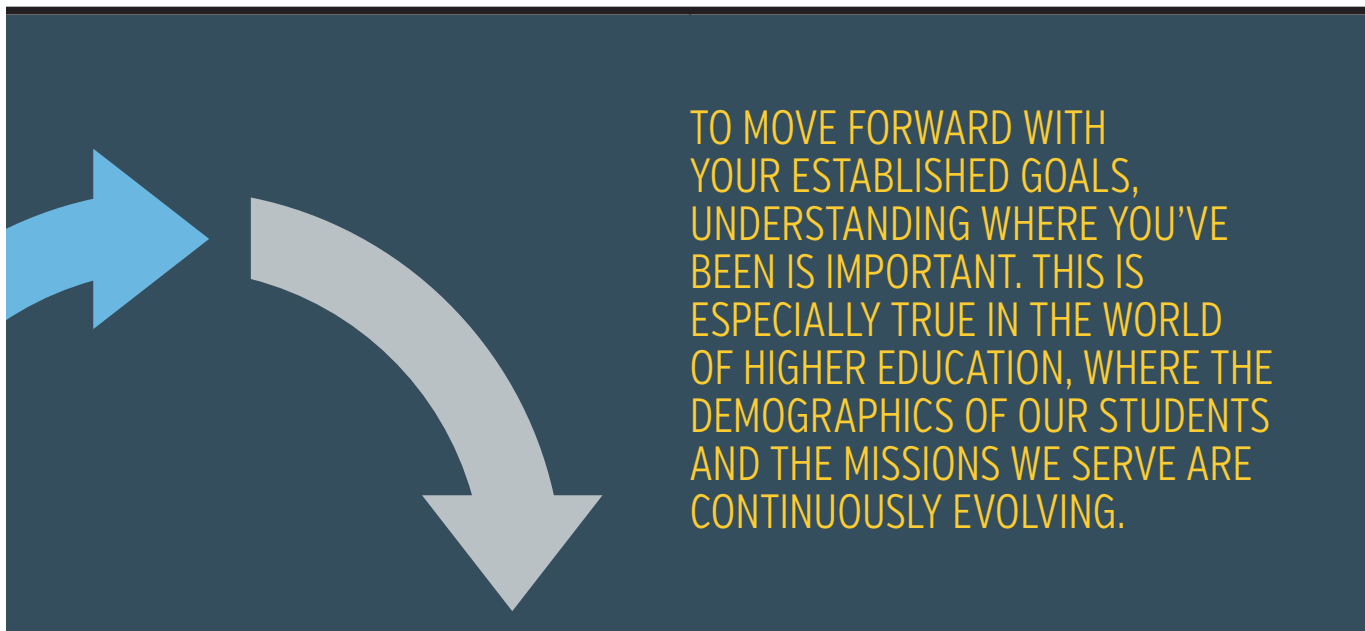 TO MOVE FORWARD WITH
YOUR ESTABLISHED GOALS,
UNDERSTANDING WHERE YOU’VE
BEEN IS IMPORTANT. THIS IS
ESPECIALLY TRUE IN THE WORLD
OF HIGHER EDUCATION, WHERE THE
DEMOGRAPHICS OF OUR STUDENTS
AND THE MISSIONS WE SERVE ARE
CONTINUOUSLY EVOLVING.